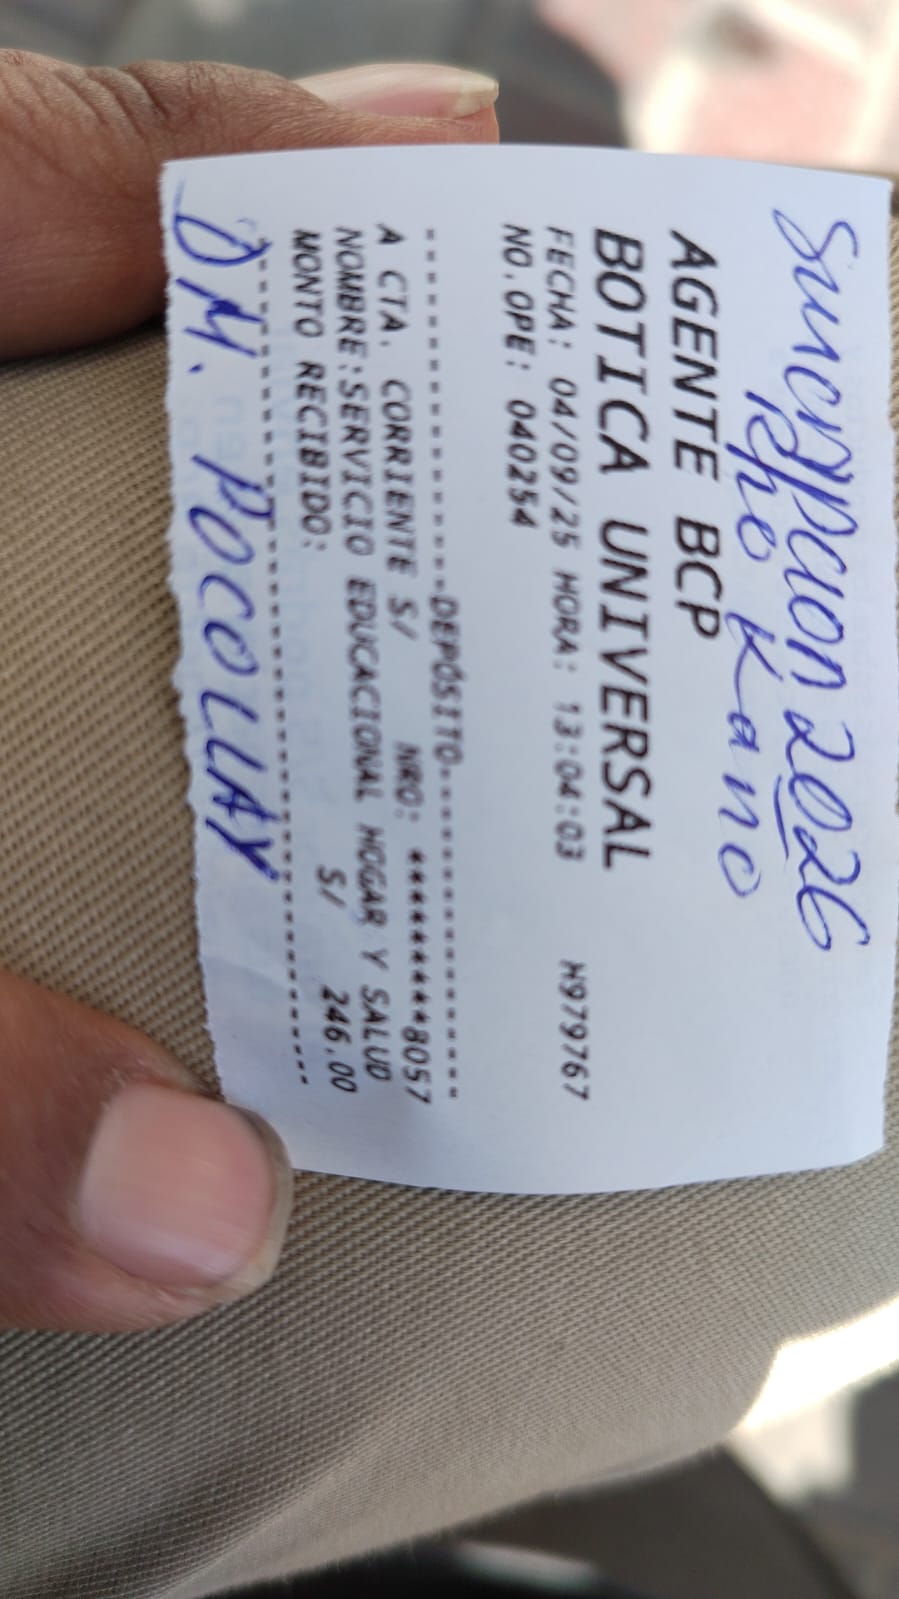 Suscripcion 2026
Rhe Kano
AGENTE BCP
BOTICA UNIVERSAL
FECHA: 04/09/25 HORA: 13:04:03 H979767
NO.OPE: 040254
DEPÓSITO
A CTA. CORRIENTE S/ NRO: *********8057
NOMBRE:SERVICIO EDUCACIONAL HOGAR Y SALUD
MONTO RECIBIDO: S/ 246.00
DM. POCOLLAY